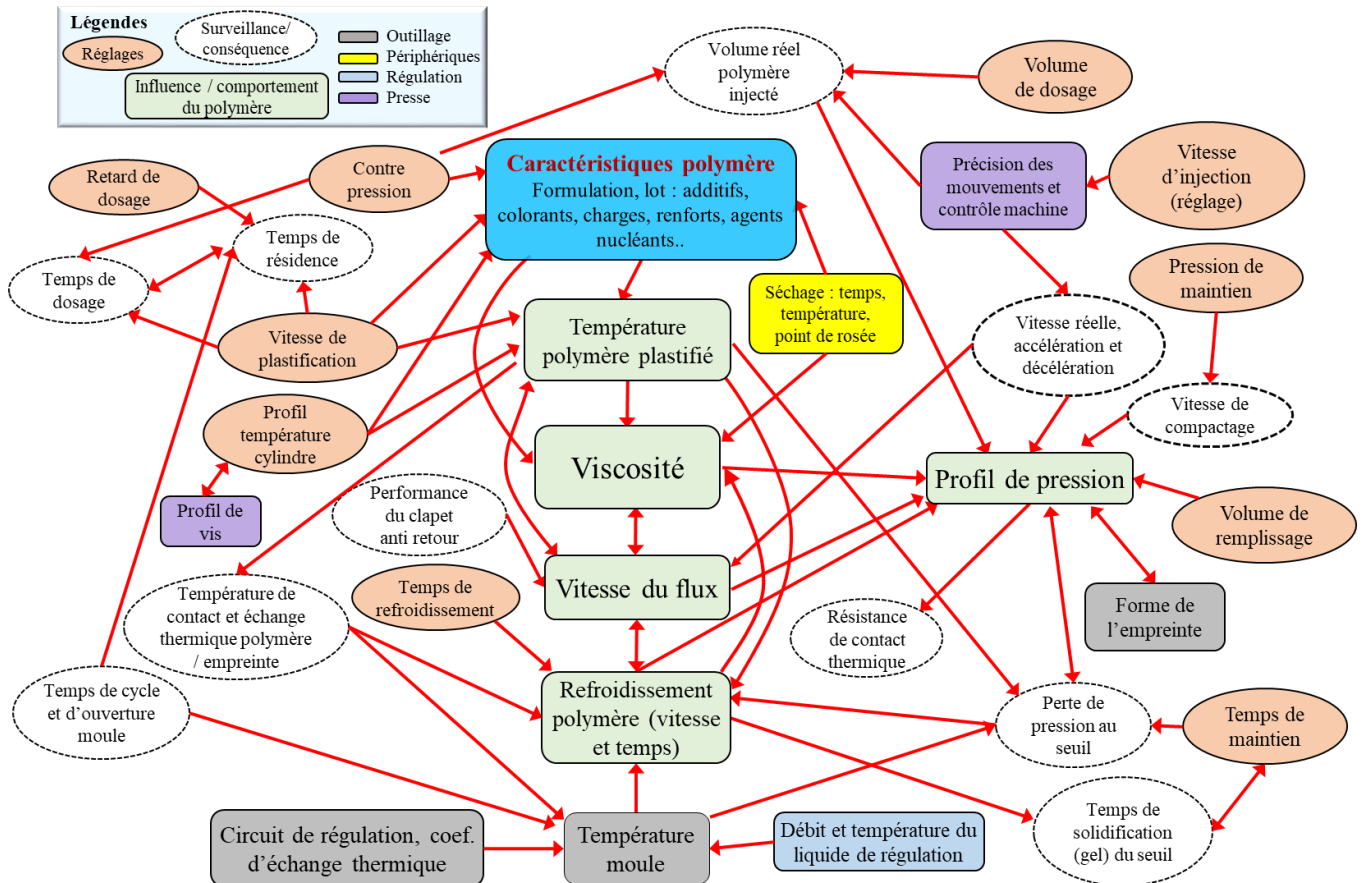 Légendes
Réglages
Surveillance/
conséquence
Influence / comportement
du polymère
Outillage
Périphériques
Régulation
Presse
Volume réel
polymère
injecté
Volume
de dosage
Retard de
dosage
Contre
pression
Caractéristiques polymère
Formulation, lot : additifs,
colorants, charges, renforts, agents
nucléants..
Précision des
mouvements et
contrôle machine
Vitesse
d’injection
(réglage)
Temps de
résidence
Temps de
dosage
Séchage : temps,
température,
point de rosée
Pression de
maintien
Vitesse de
plastification
Température
polymère plastifié
Vitesse réelle,
accélération et
décélération
Profil
température
cylindre
Vitesse de
compactage
Viscosité
Profil de pression
Profil de
vis
Performance
du clapet
anti retour
Volume de
remplissage
Température de
contact et échange
thermique polymère
/ empreinte
Temps de
refroidissement
Vitesse du flux
Résistance
de contact
thermique
Forme de
l’empreinte
Temps de cycle
et d’ouverture
moule
Refroidissement
polymère (vitesse
et temps)
Perte de
pression au
seuil
Temps de
maintien
Circuit de régulation, coef.
d’échange thermique
Température
moule
Débit et température du
liquide de régulation
Temps de
solidification
(gel) du seuil